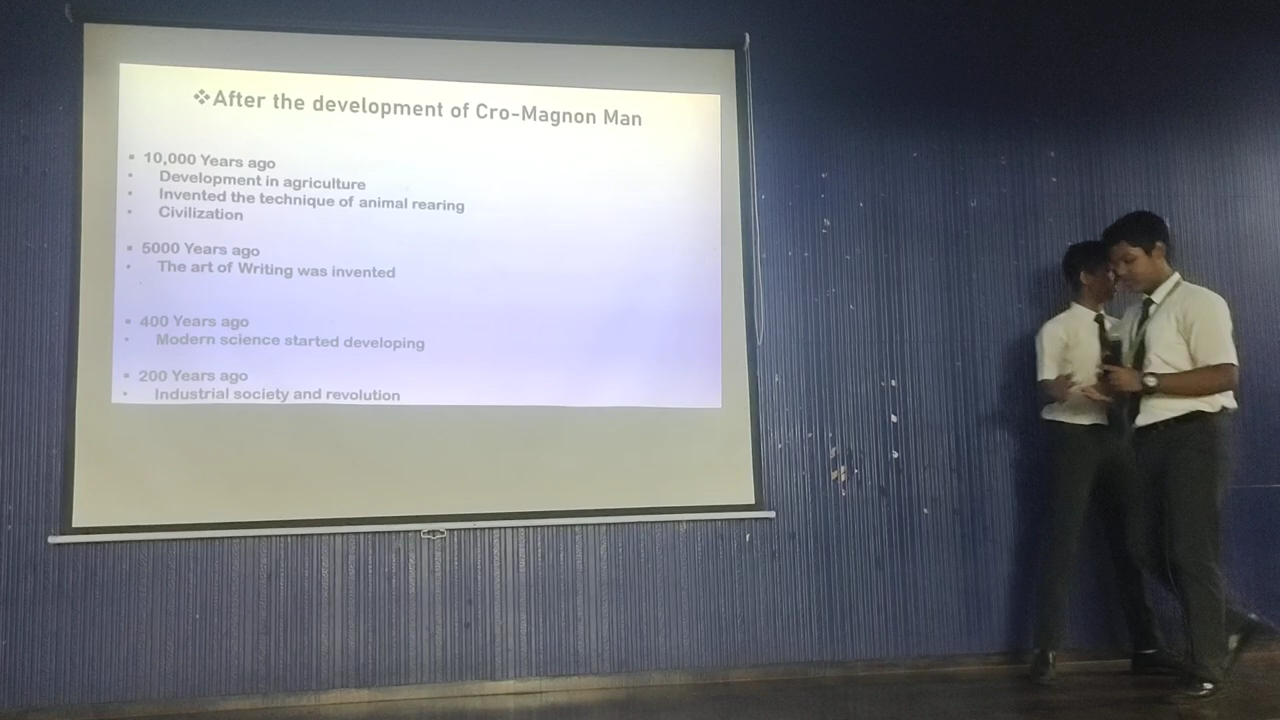 ❖After the development of Cro-Magnon Man
▪ 10,000 Years ago
• Development in agriculture
• Invented the technique of animal rearing
• Civilization
▪ 5000 Years ago
• The art of Writing was invented
▪ 400 Years ago
• Modern science started developing
▪ 200 Years ago
• Industrial society and revolution